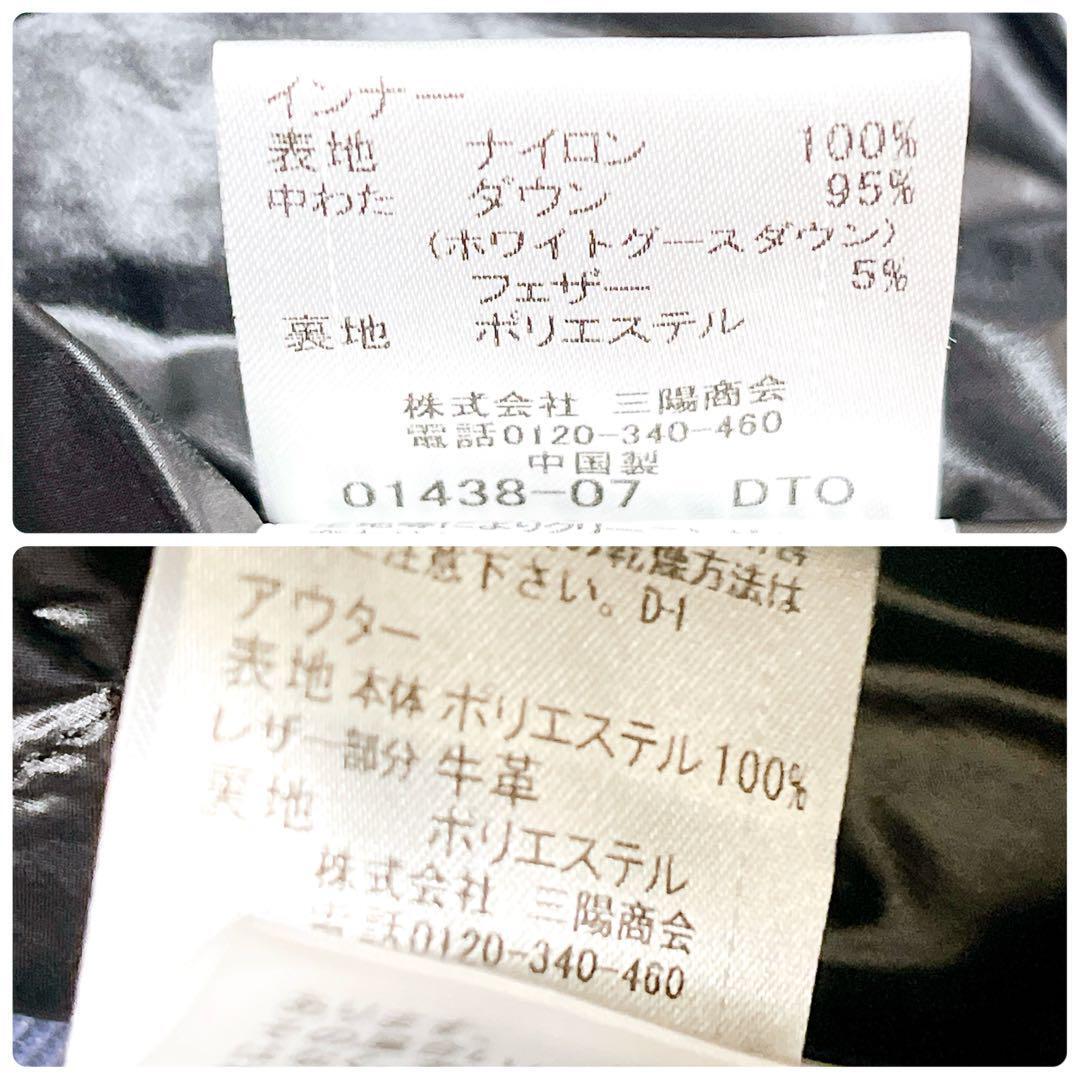 インナー
表地 ナイロン 100%
中わた ダウン 95%
(ホワイトグースダウン)
フェザー 5%
裏地 ポリエステル
株式会社 三陽商会
電話0120-340-460
中国製
01438-07 DTO
乾燥方法は
注意下さい。D-1
アウター
表地 本体 ポリエステル100%
レザー部分 牛革
裏地 ポリエステル
株式会社 三陽商会
電話0120-340-460